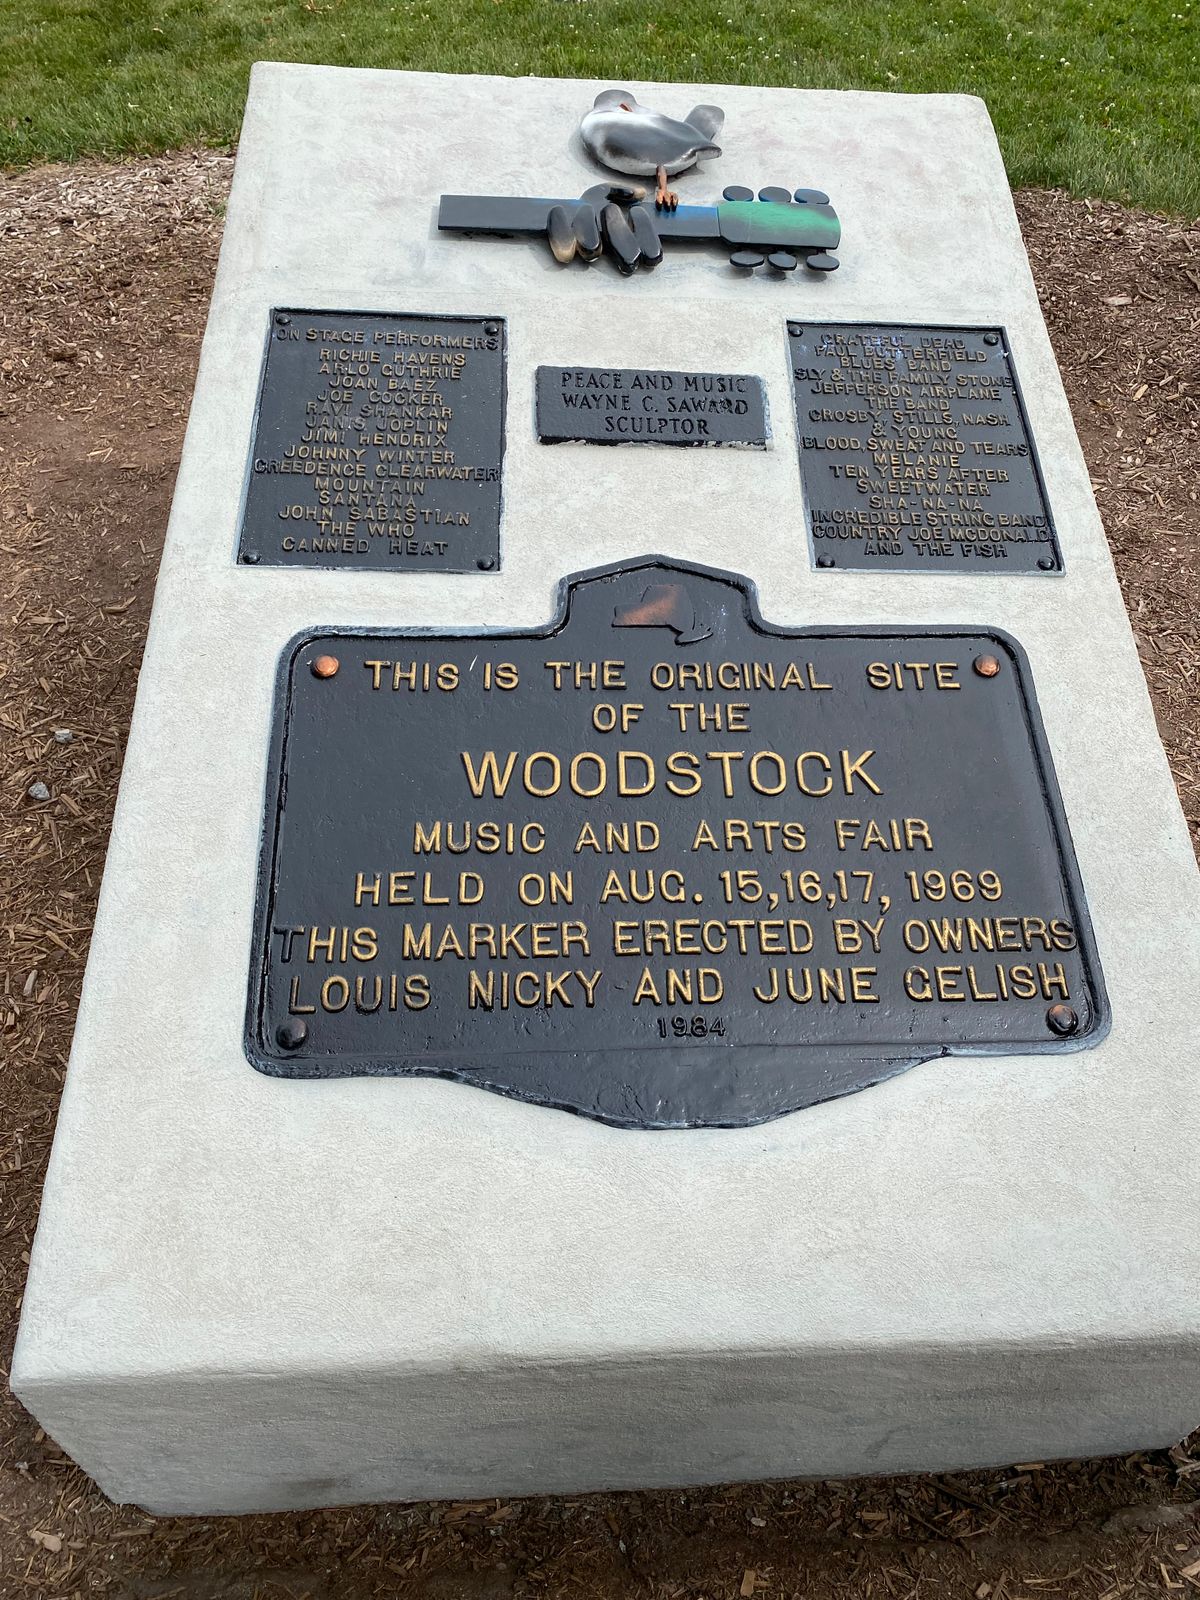 ON STAGE PERFORMERS
RICHIE HAVENS
ARLO GUTHRIE
JOAN BAEZ
JOE COCKER
RAVI SHANKAR
JANIS JOPLIN
JIMI HENDRIX
JOHNNY WINTER
CREEDENCE CLEARWATER
MOUNTAIN
SANTANA
JOHN SABASTIAN
THE WHO
CANNED HEAT
PEACE AND MUSIC
WAYNE C. SAWARD
SCULPTOR
GRATEFUL DEAD
PAUL BUTTERFIELD
BLUES BAND
SLY & THE FAMILY STONE
JEFFERSON AIRPLANE
THE BAND
CROSBY, STILLS, NASH
& YOUNG
BLOOD, SWEAT AND TEARS
MELANIE
TEN YEARS AFTER
SWEETWATER
SHA-NA-NA
INCREDIBLE STRING BAND
COUNTRY JOE MCDONALD
AND THE FISH
THIS IS THE ORIGINAL SITE
OF THE
WOODSTOCK
MUSIC AND ARTS FAIR
HELD ON AUG. 15,16,17, 1969
THIS MARKER ERECTED BY OWNERS
LOUIS NICKY AND JUNE GELISH
1984